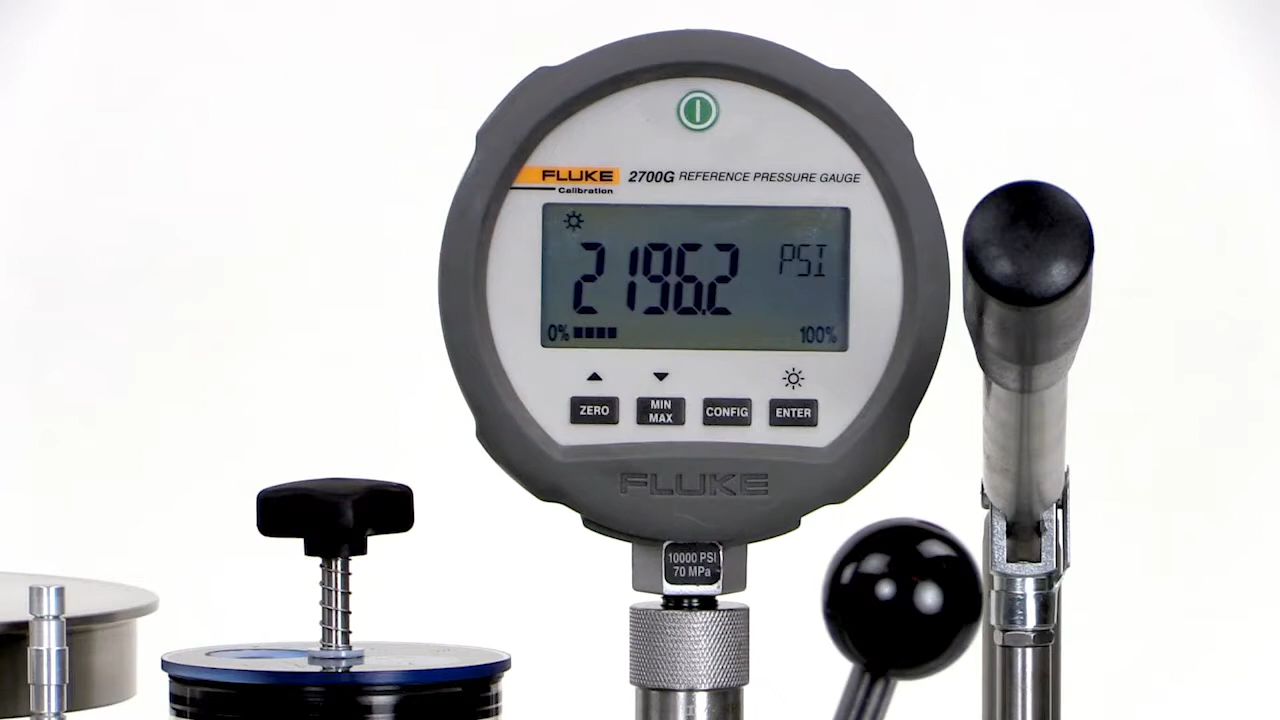 FLUKE
Calibration
2700G REFERENCE PRESSURE GAUGE
2196.2 PSI
0% 100%
ZERO
MIN
MAX
CONFIG
ENTER
FLUKE
10000 PSI
70 MPa